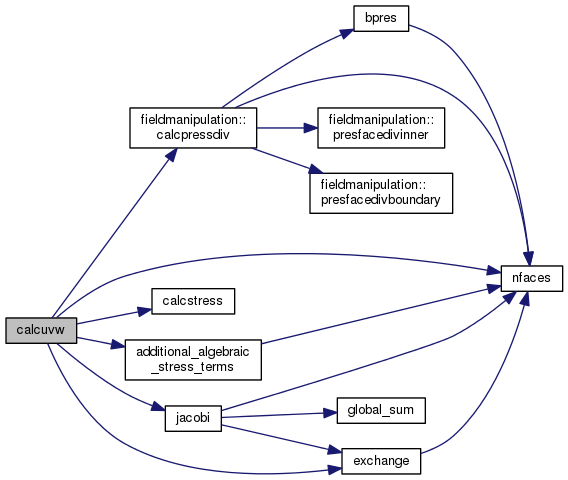 bpres
fieldmanipulation::
calcpressdiv
fieldmanipulation::
presfacedivinner
fieldmanipulation::
presfacedivboundary
nfaces
calcuvw
calcstress
additional_algebraic
_stress_terms
jacobi
global_sum
exchange